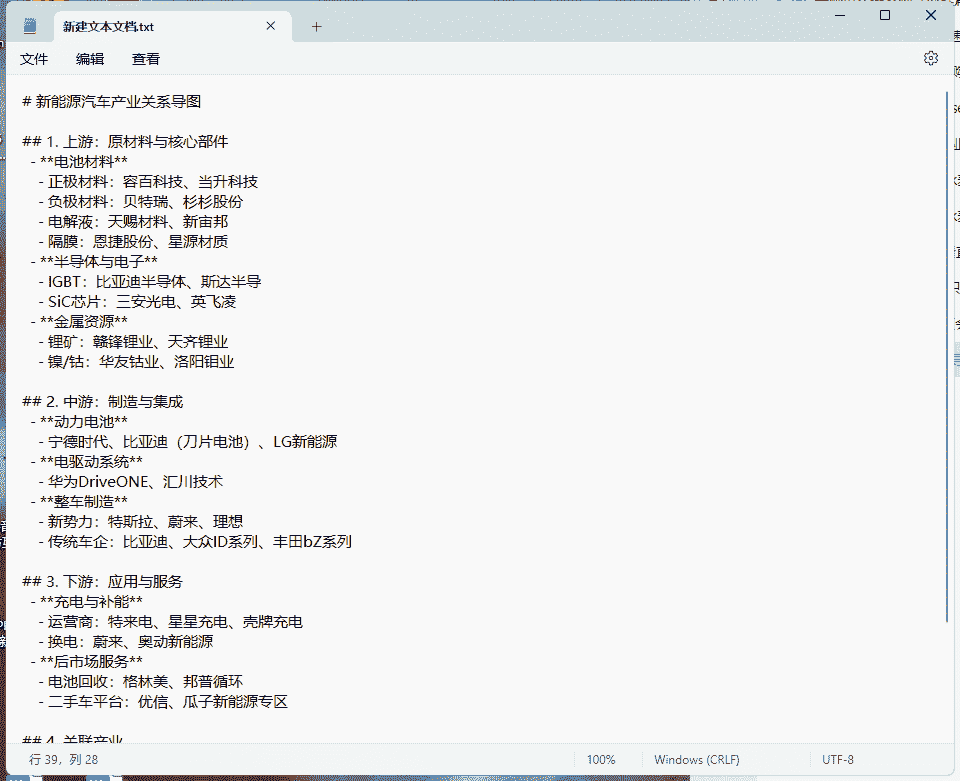 新建文本文档.txt
文件 编辑 查看
# 新能源汽车产业关系导图
## 1. 上游：原材料与核心部件
- **电池材料**
- 正极材料：容百科技、当升科技
- 负极材料：贝特瑞、杉杉股份
- 电解液：天赐材料、新宙邦
- 隔膜：恩捷股份、星源材质
- **半导体与电子**
- IGBT：比亚迪半导体、斯达半导
- SiC芯片：三安光电、英飞凌
- **金属资源**
- 锂矿：赣锋锂业、天齐锂业
- 镍/钴：华友钴业、洛阳钼业
## 2. 中游：制造与集成
- **动力电池**
- 宁德时代、比亚迪（刀片电池）、LG新能源
- **电驱动系统**
- 华为DriveONE、汇川技术
- **整车制造**
- 新势力：特斯拉、蔚来、理想
- 传统车企：比亚迪、大众ID系列、丰田bZ系列
## 3. 下游：应用与服务
- **充电与补能**
- 运营商：特来电、星星充电、壳牌充电
- 换电：蔚来、奥动新能源
- **后市场服务**
- 电池回收：格林美、邦普循环
- 二手车平台：优信、瓜子新能源专区
## 4. 关联产业
行 39，列 28 100% Windows (CRLF) UTF-8